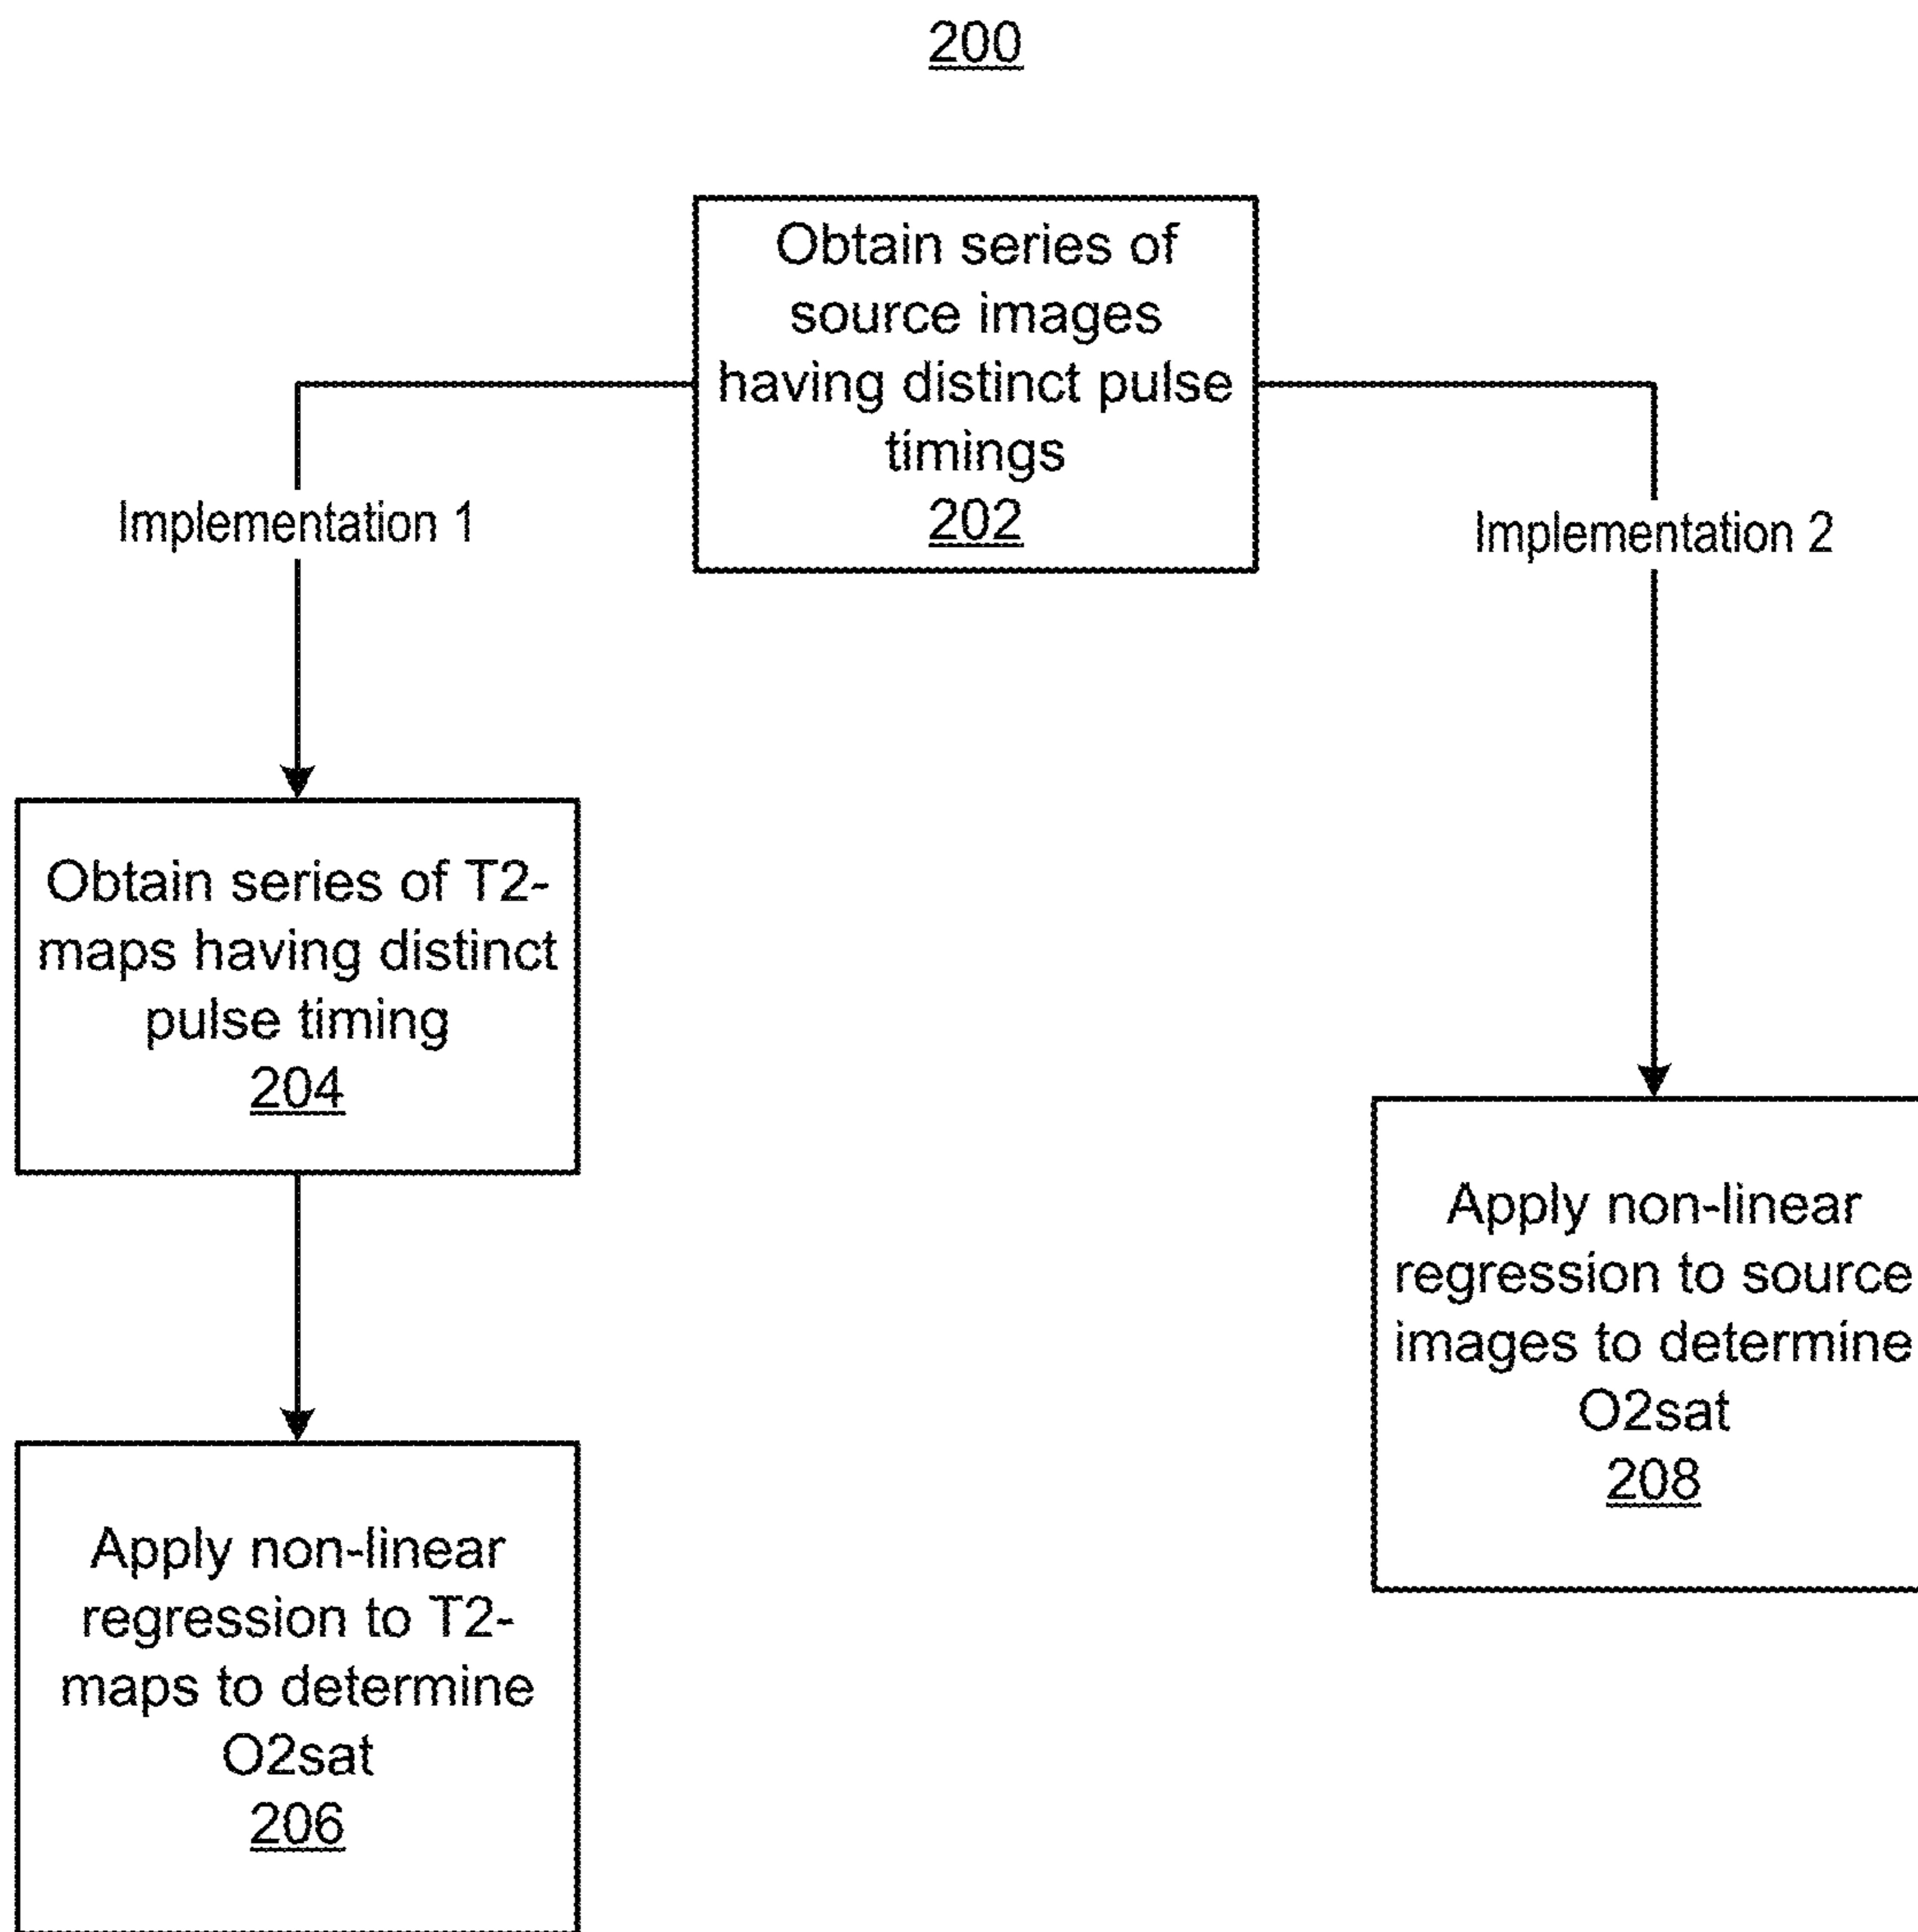 200
Obtain series of
source images
having distinct pulse
timings
202
Implementation 1
Implementation 2
Obtain series of T2-
maps having distinct
pulse timing
204
Apply non-linear
regression to source
images to determine
O2sat
208
Apply non-linear
regression to T2-
maps to determine
O2sat
206